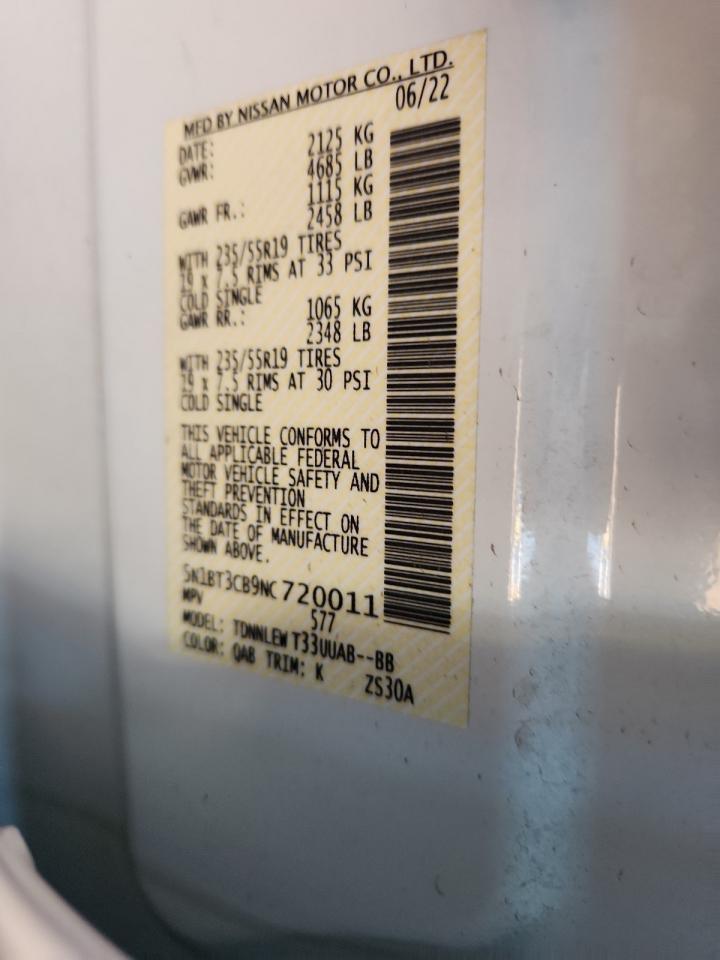 MFD BY NISSAN MOTOR CO., LTD.
DATE: 06/22
GVWR: 2125 KG
4685 LB
GAWR FR.: 1115 KG
2458 LB
WITH 235/55R19 TIRES
19 x 7.5 RIMS AT 33 PSI
COLD SINGLE
GAWR RR.: 1065 KG
2348 LB
WITH 235/55R19 TIRES
19 x 7.5 RIMS AT 30 PSI
COLD SINGLE
THIS VEHICLE CONFORMS TO
ALL APPLICABLE FEDERAL
MOTOR VEHICLE SAFETY AND
THEFT PREVENTION
STANDARDS IN EFFECT ON
THE DATE OF MANUFACTURE
SHOWN ABOVE.
5N1BT3CB9NC720011
MPV 577
MODEL: TDNNLEW T33UUAB--BB
COLOR: QAB TRIM: K ZS30A